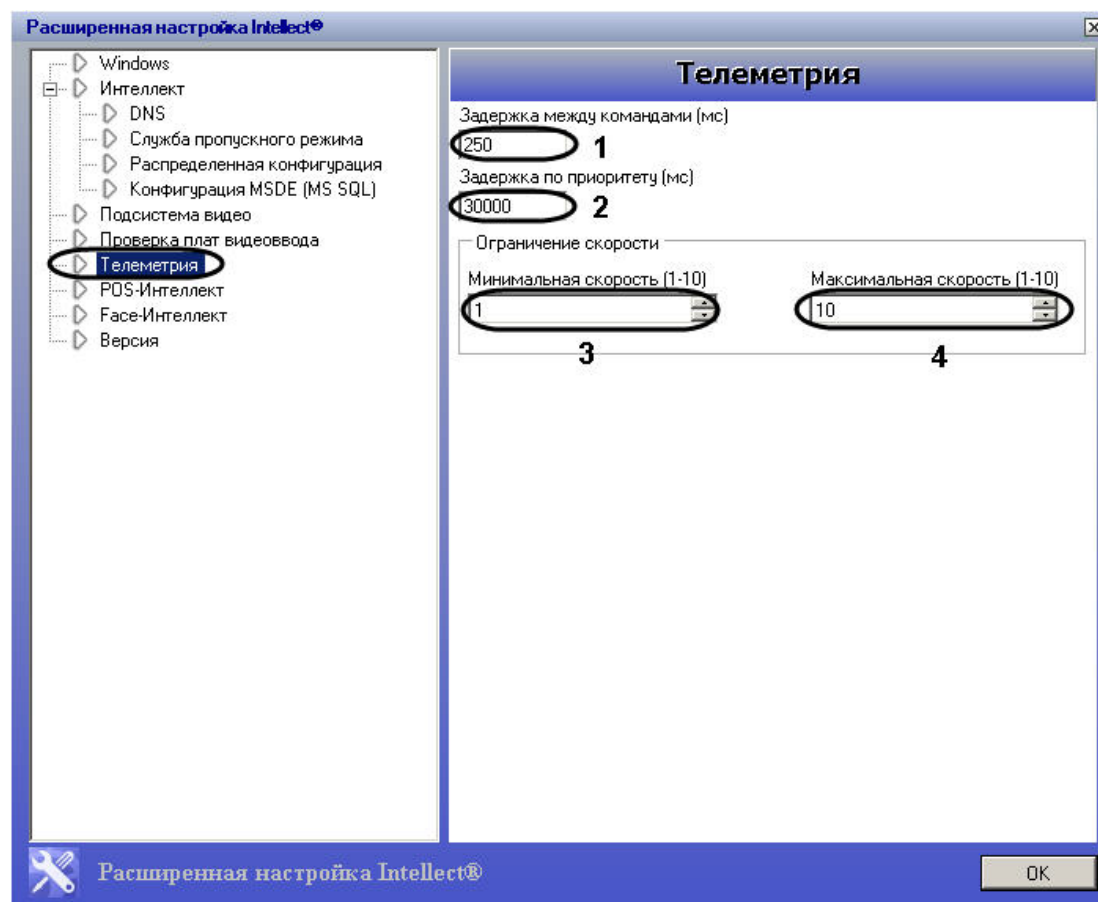 Расширенная настройка Intellect®
Windows
Интеллект
DNS
Служба пропускного режима
Распределенная конфигурация
Конфигурация MSDE (MS SQL)
Подсистема видео
Проверка плат видеоввода
Телеметрия
POS-Интеллект
Face-Интеллект
Версия
Телеметрия
Задержка между командами (мс)
250 1
Задержка по приоритету (мс)
30000 2
Ограничение скорости
Минимальная скорость (1-10) Максимальная скорость (1-10)
1 10
3 4
Расширенная настройка Intellect®
OK